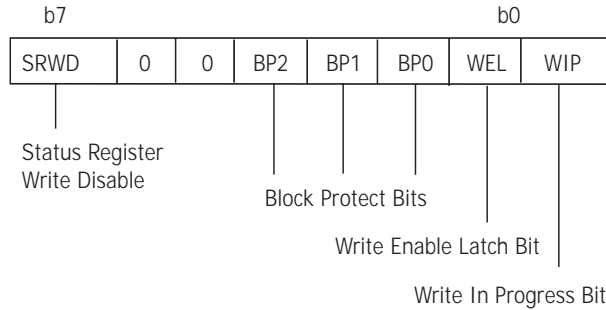 b7 b0
SRWD 0 0 BP2 BP1 BP0 WEL WIP
Status Register
Write Disable
Block Protect Bits
Write Enable Latch Bit
Write In Progress Bit